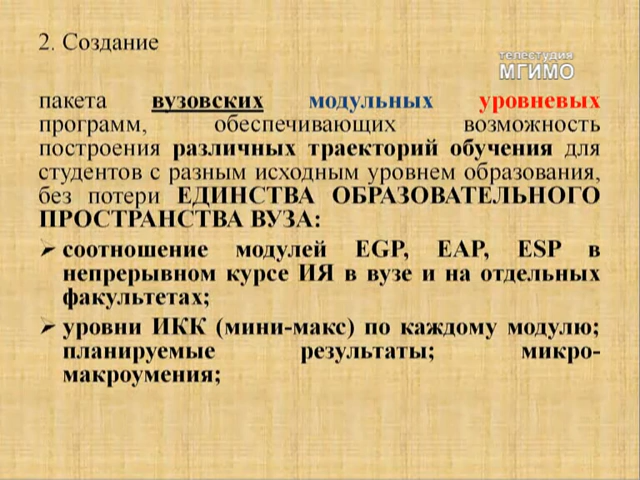 2. Создание
телестудия
МГИМО
пакета вузовских модульных уровневых
программ, обеспечивающих возможность
построения различных траекторий обучения для
студентов с разным исходным уровнем образования,
без потери ЕДИНСТВА ОБРАЗОВАТЕЛЬНОГО
ПРОСТРАНСТВА ВУЗА:
соотношение модулей EGP, EAP, ESP в
непрерывном курсе ИЯ в вузе и на отдельных
факультетах;
уровни ИКК (мини-макс) по каждому модулю;
планируемые результаты; микро-
макроумения;